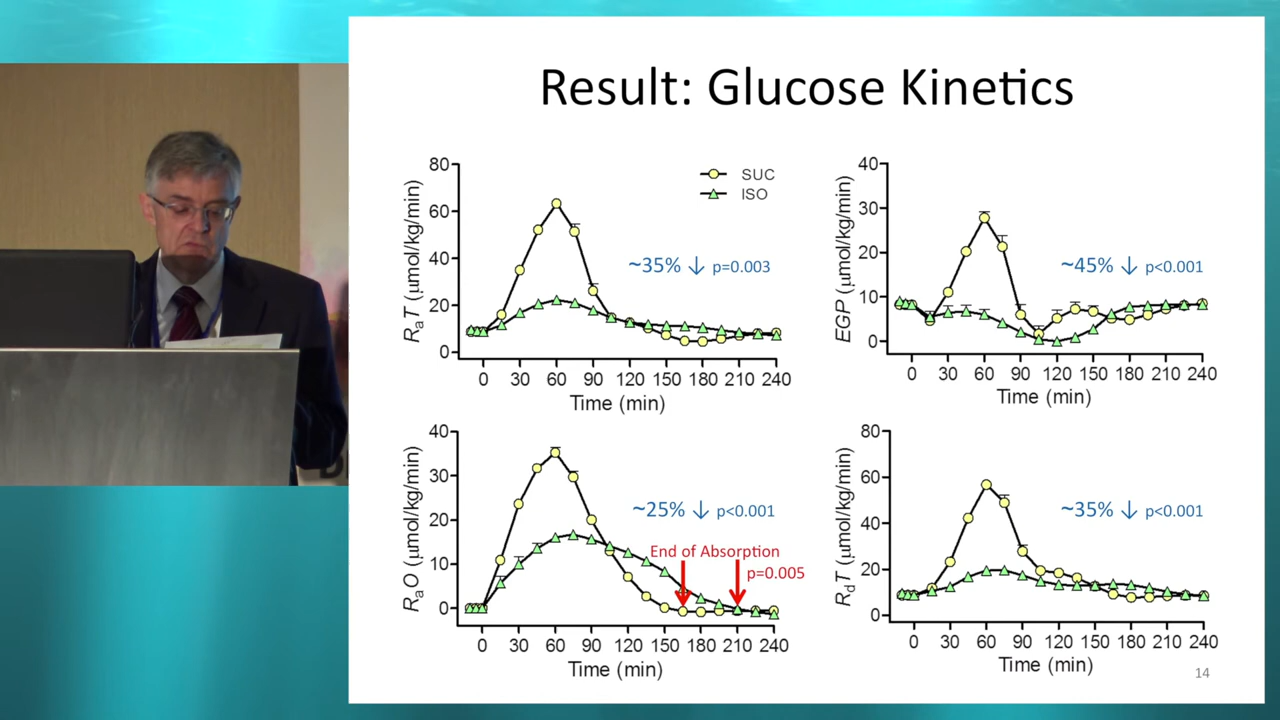 Result: Glucose Kinetics
80
60
40
20
0
RaT (μmol/kg/min)
SUC
ISO
~35% ↓ p=0.003
0 30 60 90 120 150 180 210 240
Time (min)
40
30
20
10
0
EGP (μmol/kg/min)
~45% ↓ p<0.001
0 30 60 90 120 150 180 210 240
Time (min)
40
30
20
10
0
RaO (μmol/kg/min)
~25% ↓ p<0.001
End of Absorption
p=0.005
0 30 60 90 120 150 180 210 240
Time (min)
80
60
40
20
0
RdT (μmol/kg/min)
~35% ↓ p<0.001
0 30 60 90 120 150 180 210 240
Time (min)
14